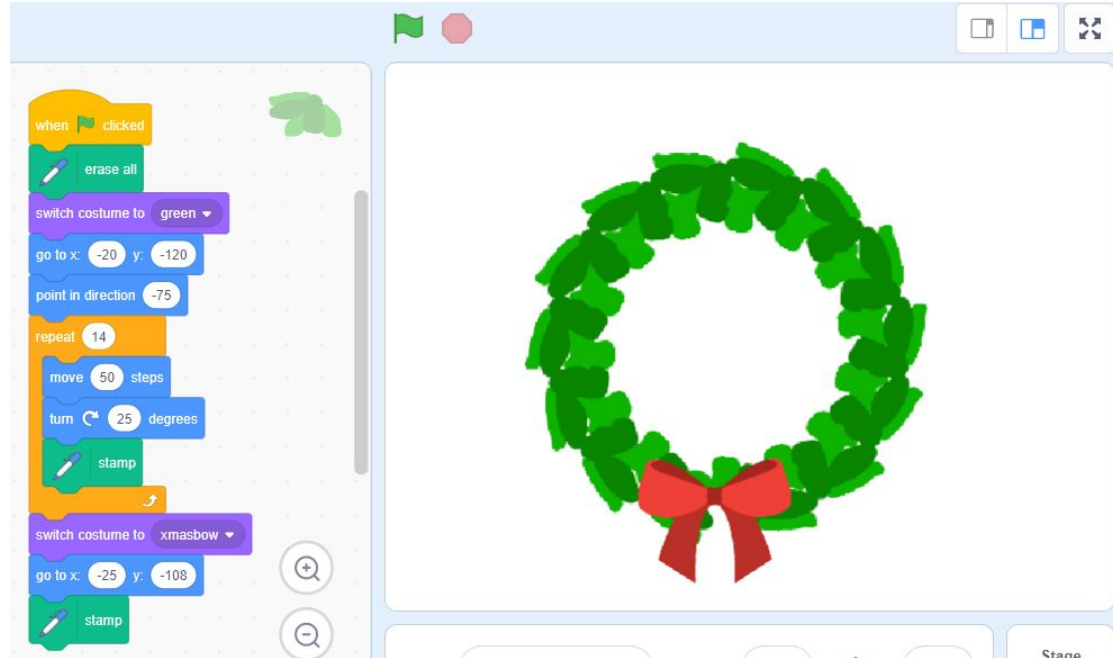 when clicked
erase all
switch costume to green
go to x: -20 y: -120
point in direction -75
repeat 14
move 50 steps
turn 25 degrees
stamp
switch costume to xmasbow
go to x: -25 y: -108
stamp
Stage